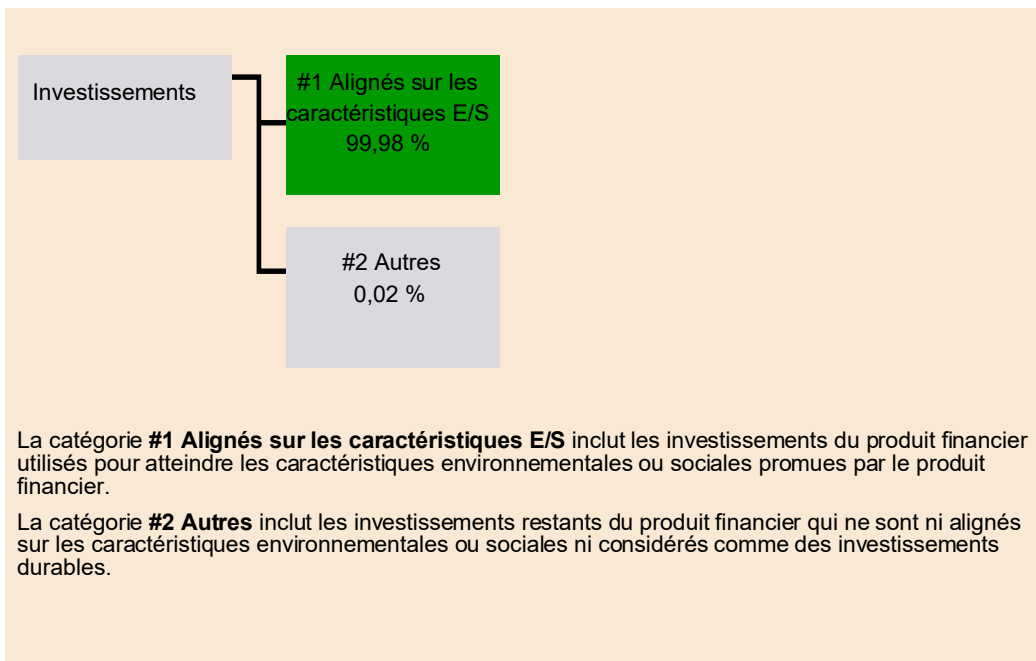 Investissements
#1 Alignés sur les
caractéristiques E/S
99,98 %
#2 Autres
0,02 %
La catégorie #1 Alignés sur les caractéristiques E/S inclut les investissements du produit financier
utilisés pour atteindre les caractéristiques environnementales ou sociales promues par le produit
financier.
La catégorie #2 Autres inclut les investissements restants du produit financier qui ne sont ni alignés
sur les caractéristiques environnementales ou sociales ni considérés comme des investissements
durables.